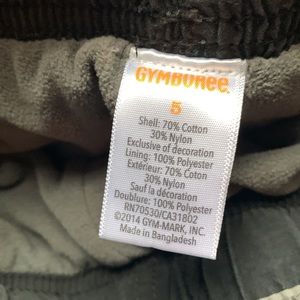 GYMBOREE
5
Shell: 70% Cotton
30% Nylon
Exclusive of decoration
Lining: 100% Polyester
Extérieur: 70% Coton
30% Nylon
Sauf la décoration
Doublure: 100% Polyester
RN70530/CA31802
©2014 GYM-MARK, INC.
Made in Bangladesh